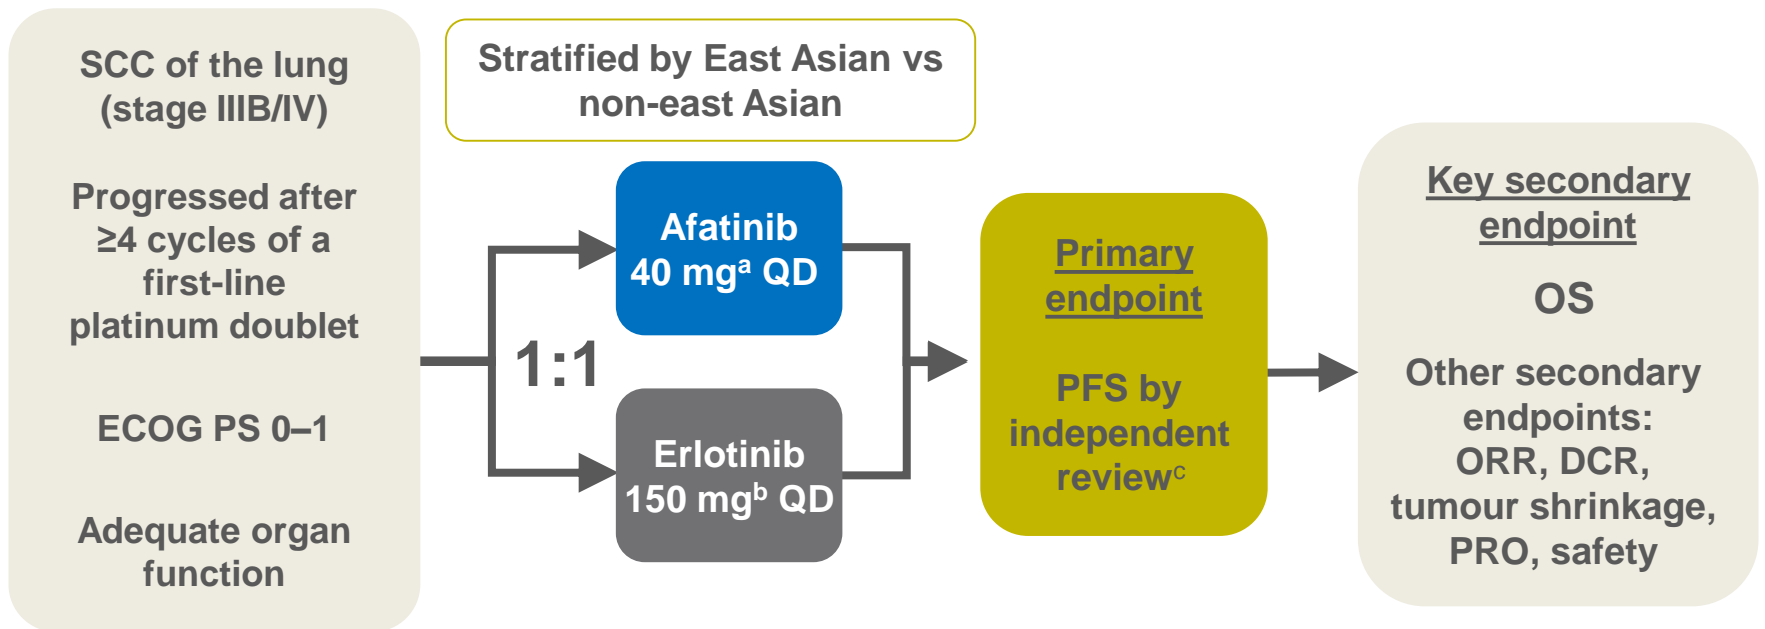 SCC of the lung
(stage IIIB/IV)
Progressed after
≥4 cycles of a
first-line
platinum doublet
ECOG PS 0–1
Adequate organ
function
Stratified by East Asian vs
non-east Asian
1:1
Afatinib
40 mgᵃ QD
Erlotinib
150 mgᵇ QD
Primary
endpoint
PFS by
independent
reviewᶜ
Key secondary
endpoint
OS
Other secondary
endpoints:
ORR, DCR,
tumour shrinkage,
PRO, safety